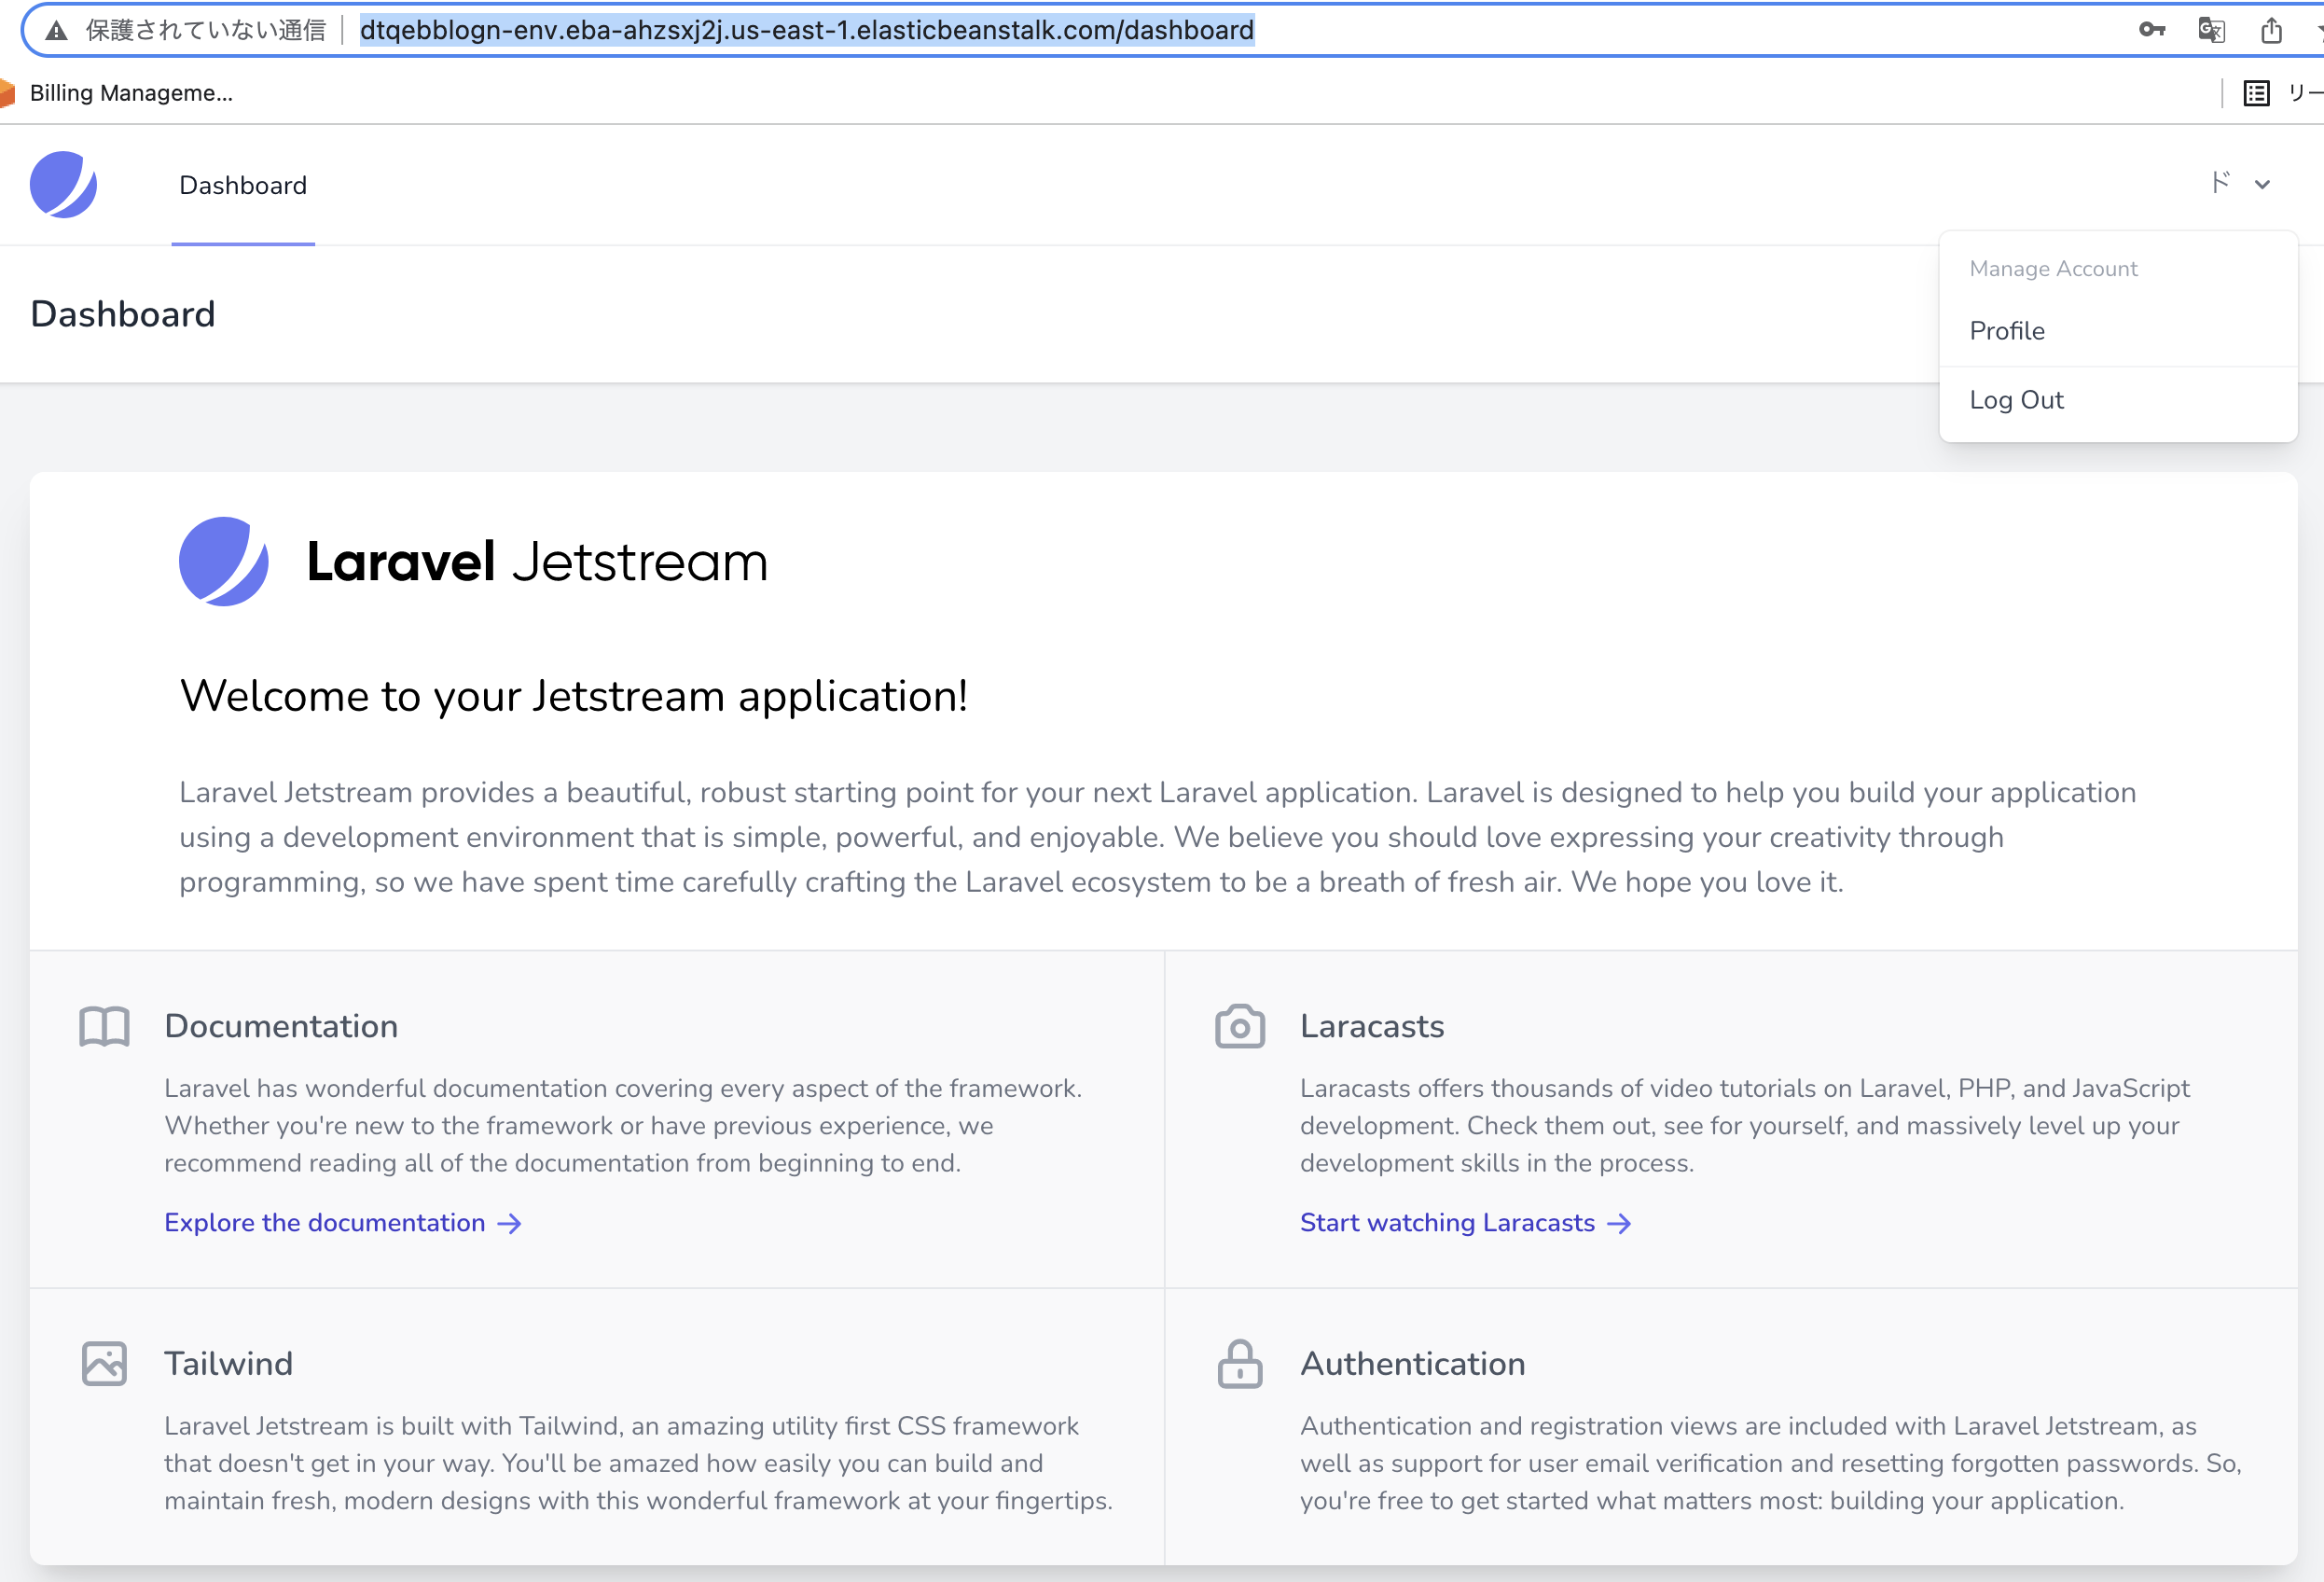 保護されていない通信 dtqebblogn-env.eba-ahzsxj2j.us-east-1.elasticbeanstalk.com/dashboard
Billing Manageme...
リー
Dashboard
ド
Manage Account
Profile
Log Out
Dashboard
Laravel Jetstream
Welcome to your Jetstream application!
Laravel Jetstream provides a beautiful, robust starting point for your next Laravel application. Laravel is designed to help you build your application
using a development environment that is simple, powerful, and enjoyable. We believe you should love expressing your creativity through
programming, so we have spent time carefully crafting the Laravel ecosystem to be a breath of fresh air. We hope you love it.
Documentation
Laravel has wonderful documentation covering every aspect of the framework.
Whether you're new to the framework or have previous experience, we
recommend reading all of the documentation from beginning to end.
Explore the documentation →
Laracasts
Laracasts offers thousands of video tutorials on Laravel, PHP, and JavaScript
development. Check them out, see for yourself, and massively level up your
development skills in the process.
Start watching Laracasts →
Tailwind
Laravel Jetstream is built with Tailwind, an amazing utility first CSS framework
that doesn't get in your way. You'll be amazed how easily you can build and
maintain fresh, modern designs with this wonderful framework at your fingertips.
Authentication
Authentication and registration views are included with Laravel Jetstream, as
well as support for user email verification and resetting forgotten passwords. So,
you're free to get started what matters most: building your application.